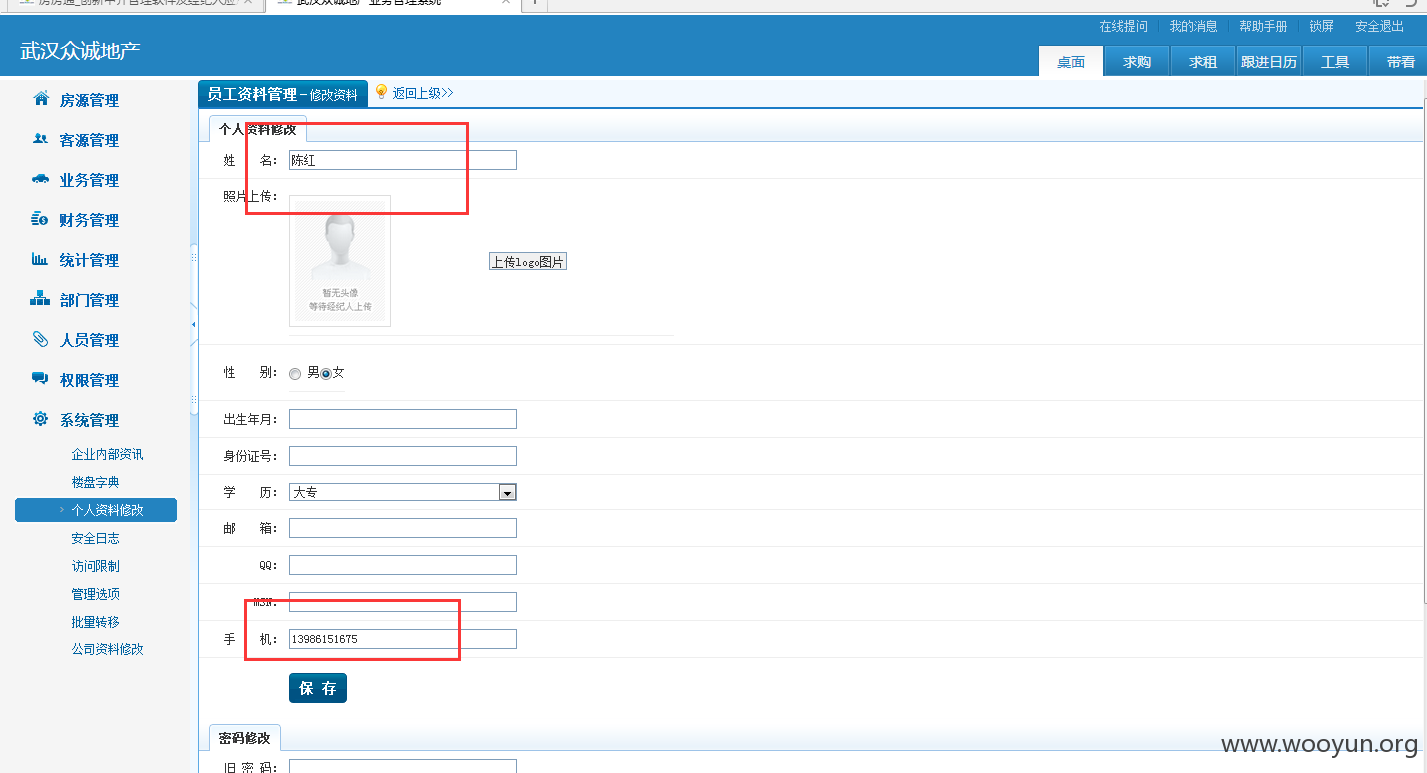 武汉众诚地产业务管理系统
在线提问 我的消息 帮助手册 锁屏 安全退出
武汉众诚地产
桌面 求购 求租 跟进日历 工具 带看
房源管理
客源管理
业务管理
财务管理
统计管理
部门管理
人员管理
权限管理
系统管理
企业内部资讯
楼盘字典
个人资料修改
安全日志
访问限制
管理选项
批量转移
公司资料修改
员工资料管理-修改资料 返回上级>>
个人资料修改
姓 名: 陈红
照片上传:
暂无头像
等待经纪人上传
上传logo图片
性 别: 男 女
出生年月:
身份证号:
学 历: 大专
邮 箱:
QQ:
MSN:
手 机: 13986151675
保 存
密码修改
旧 密 码:
www.wooyun.org